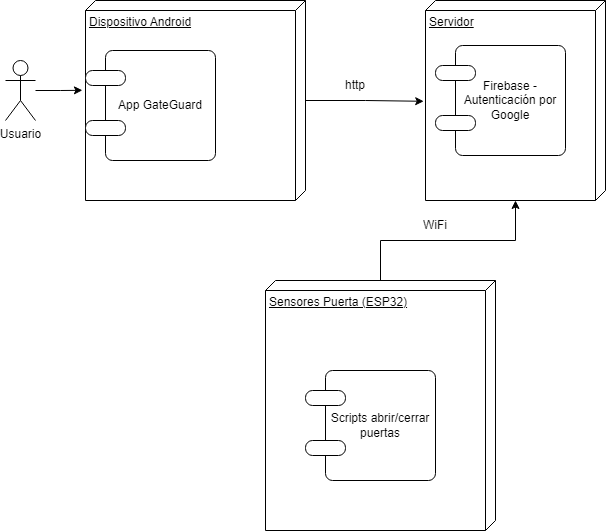 Dispositivo Android
Servidor
App GateGuard
Firebase -
Autenticación por
Google
http
Usuario
WiFi
Sensores Puerta (ESP32)
Scripts abrir/cerrar
puertas